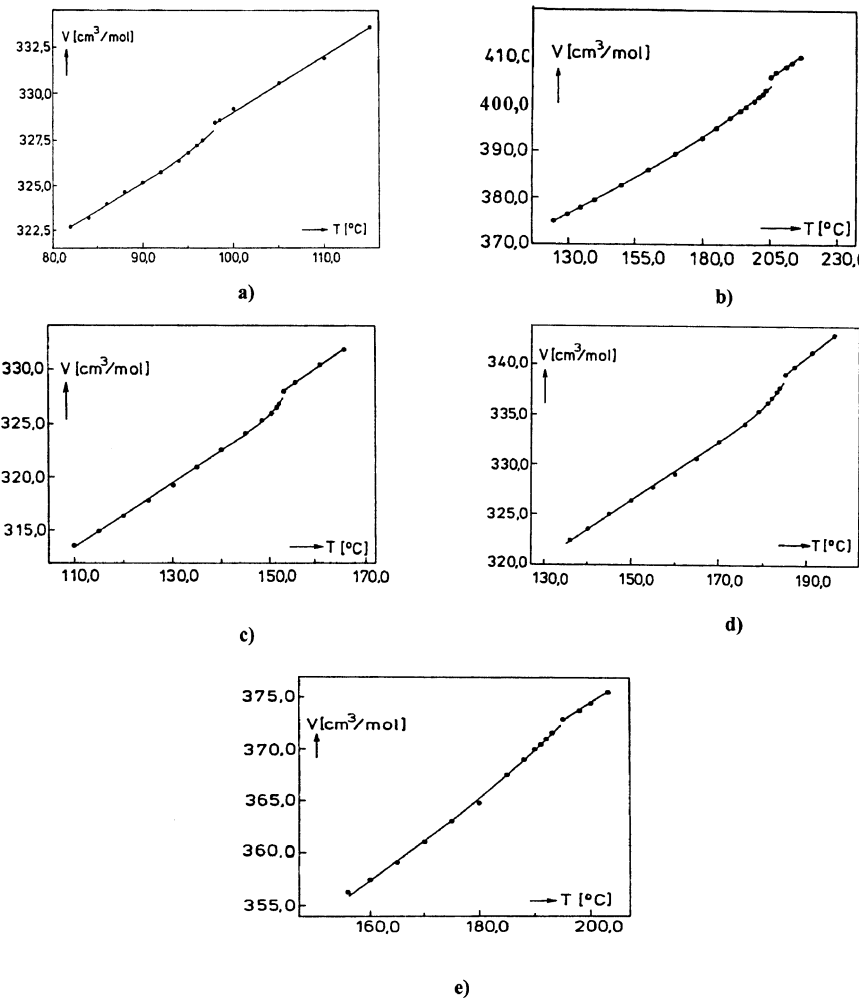 V [cm³/mol]
332,5
330,0
327,5
325,0
322,5
T [°C]
80,0 90,0 100,0 110,0
a)
V [cm³/mol]
410,0
400,0
390,0
380,0
370,0
T [°C]
130,0 155,0 180,0 205,0 230,0
b)
V [cm³/mol]
330,0
325,0
320,0
315,0
T [°C]
110,0 130,0 150,0 170,0
c)
V [cm³/mol]
340,0
335,0
330,0
325,0
320,0
T [°C]
130,0 150,0 170,0 190,0
d)
375,0
V [cm³/mol]
370,0
365,0
360,0
355,0
T [°C]
160,0 180,0 200,0
e)